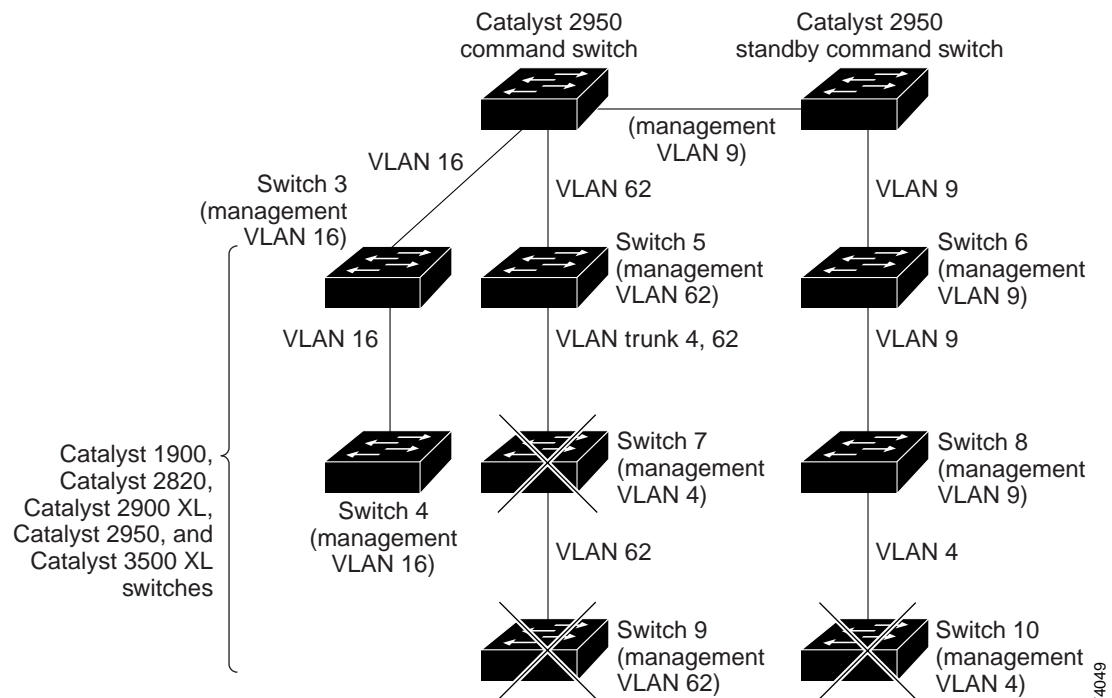 Catalyst 2950
command switch
Catalyst 2950
standby command switch
(management
VLAN 9)
VLAN 16
VLAN 62
VLAN 9
Switch 3
(management
VLAN 16)
Switch 5
(management
VLAN 62)
Switch 6
(management
VLAN 9)
VLAN 16
VLAN trunk 4, 62
VLAN 9
Catalyst 1900,
Catalyst 2820,
Catalyst 2900 XL,
Catalyst 2950, and
Catalyst 3500 XL
switches
Switch 4
(management
VLAN 16)
Switch 7
(management
VLAN 4)
Switch 8
(management
VLAN 9)
VLAN 62
VLAN 4
Switch 9
(management
VLAN 62)
Switch 10
(management
VLAN 4)